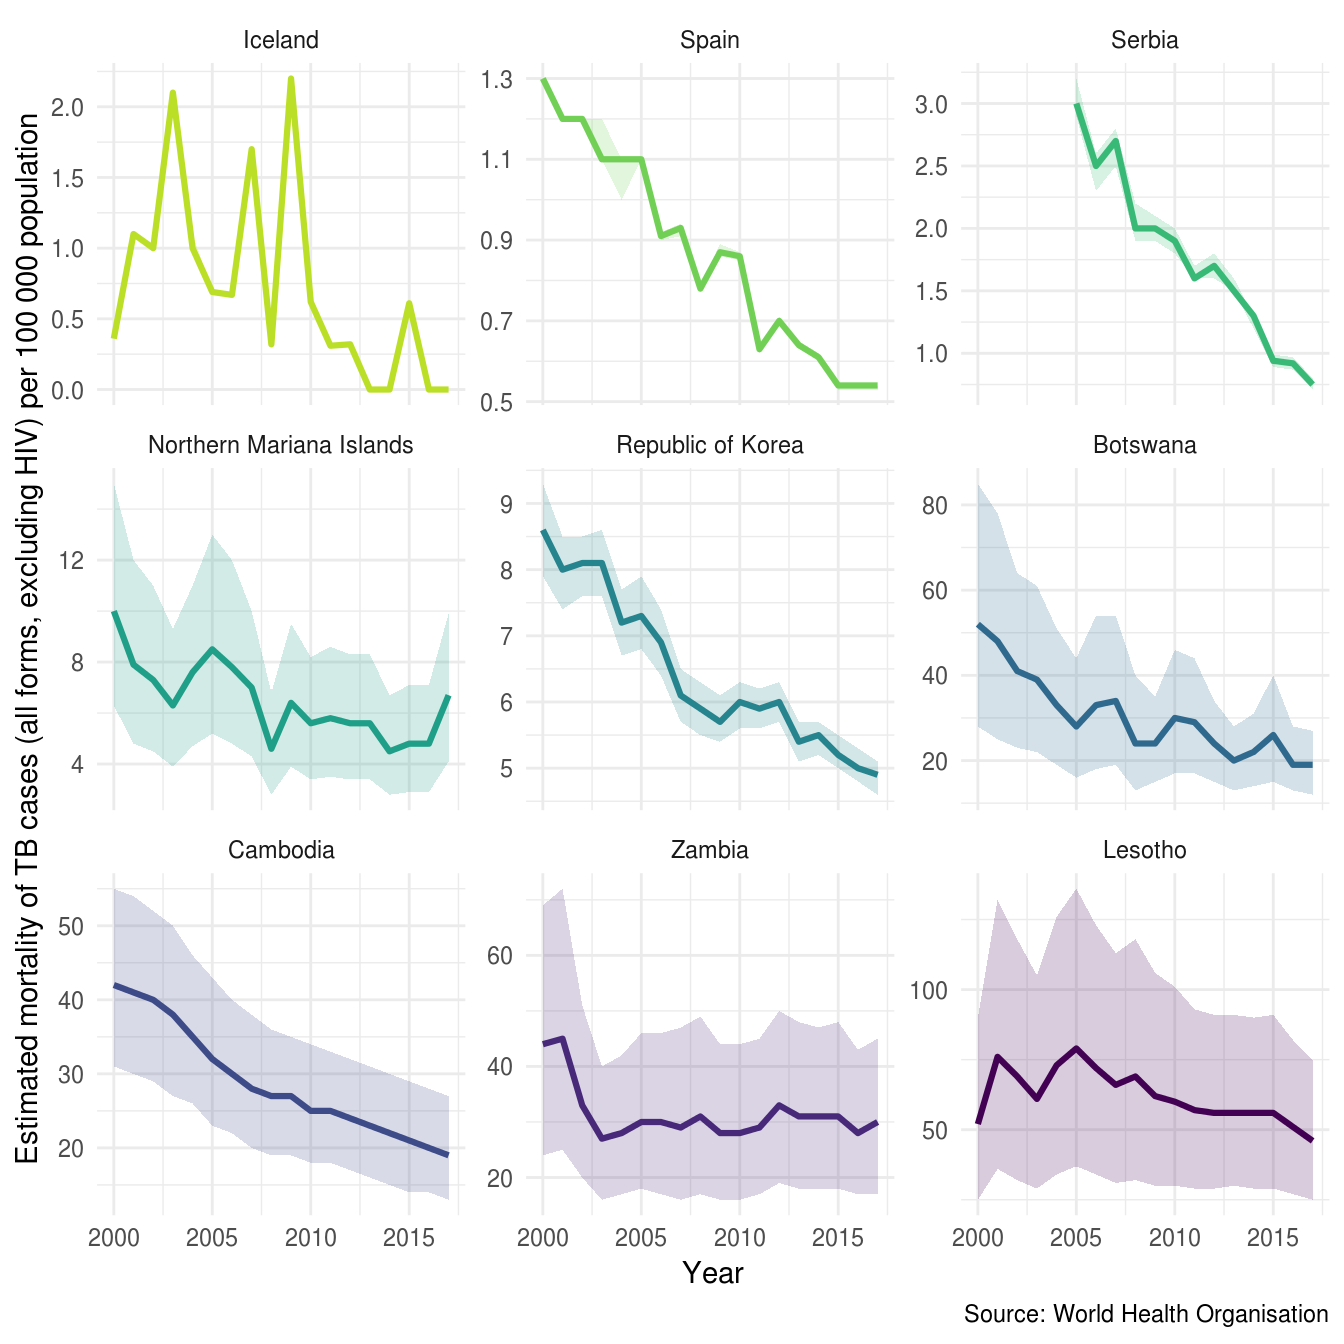 Iceland
Spain
Serbia
2.0
1.5
1.0
0.5
0.0
1.3
1.1
0.9
0.7
0.5
3.0
2.5
2.0
1.5
1.0
Northern Mariana Islands
Republic of Korea
Botswana
12
8
4
9
8
7
6
5
80
60
40
20
Cambodia
Zambia
Lesotho
50
40
30
20
60
40
20
100
50
2000 2005 2010 2015
2000 2005 2010 2015
2000 2005 2010 2015
Estimated mortality of TB cases (all forms, excluding HIV) per 100 000 population
Year
Source: World Health Organisation